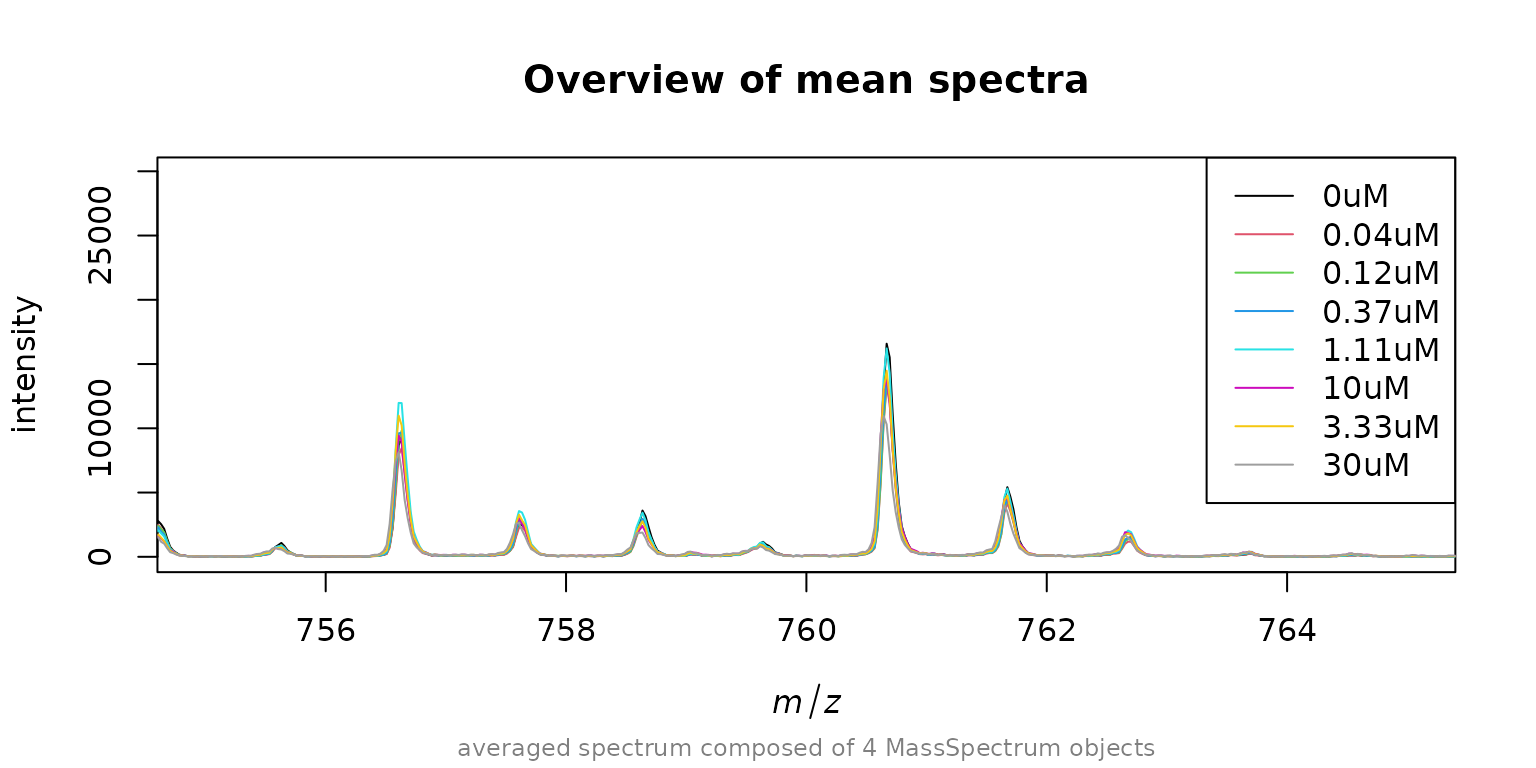 Overview of mean spectra
intensity
0
10000
25000
756
758
760
762
764
m/z
0uM
0.04uM
0.12uM
0.37uM
1.11uM
10uM
3.33uM
30uM
averaged spectrum composed of 4 MassSpectrum objects